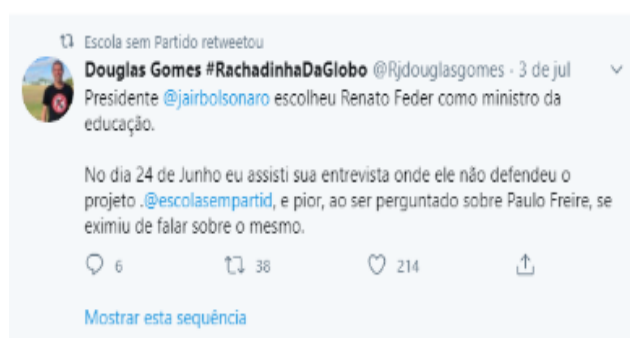 Escola sem Partido retweetou
Douglas Gomes #RachadinhaDaGlobo @Rjdouglasgomes · 3 de jul
Presidente @jairbolsonaro escolheu Renato Feder como ministro da
educação.
No dia 24 de Junho eu assisti sua entrevista onde ele não defendeu o
projeto .@escolasempartid, e pior, ao ser perguntado sobre Paulo Freire, se
eximiu de falar sobre o mesmo.
6 38 214
Mostrar esta sequência